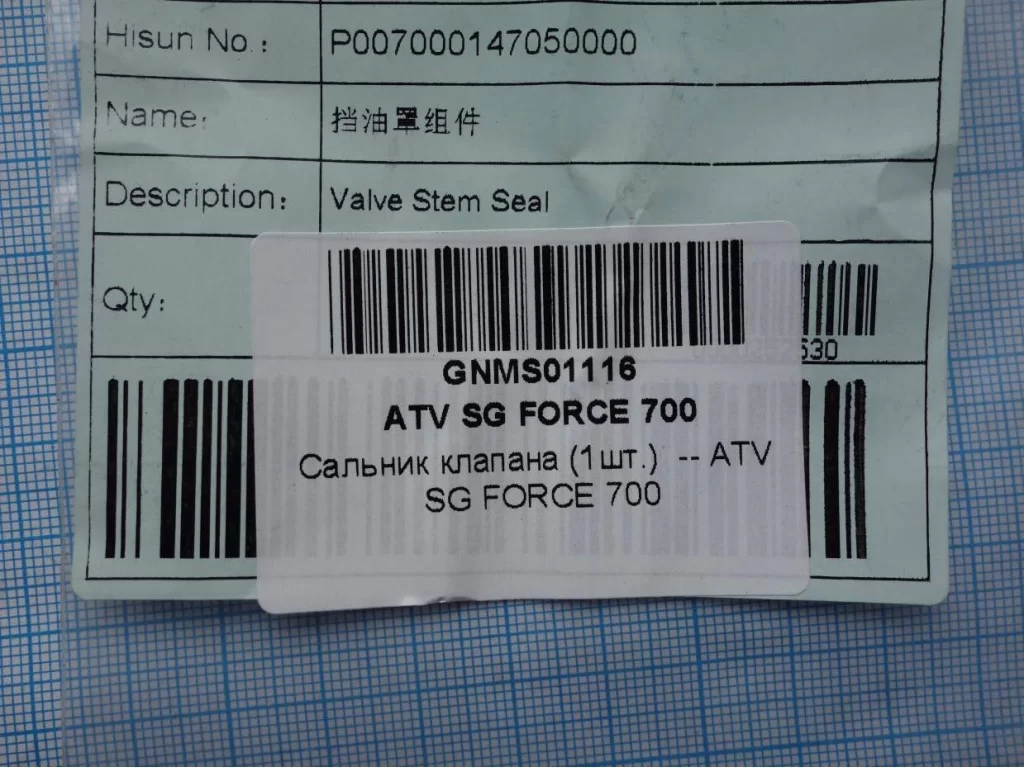 Hisun No.: P007000147050000
Name: 挡油罩组件
Description: Valve Stem Seal
Qty:
530
GNMS01116
ATV SG FORCE 700
Сальник клапана (1шт.) -- ATV
SG FORCE 700